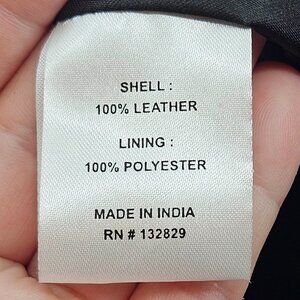 SHELL :
100% LEATHER
LINING :
100% POLYESTER
MADE IN INDIA
RN # 132829